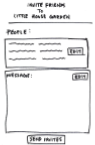 INVITE FRIENDS
TO
LITTLE HOUSE GARDEN
PEOPLE:
EDIT
MESSAGE:
EDIT
SEND INVITES